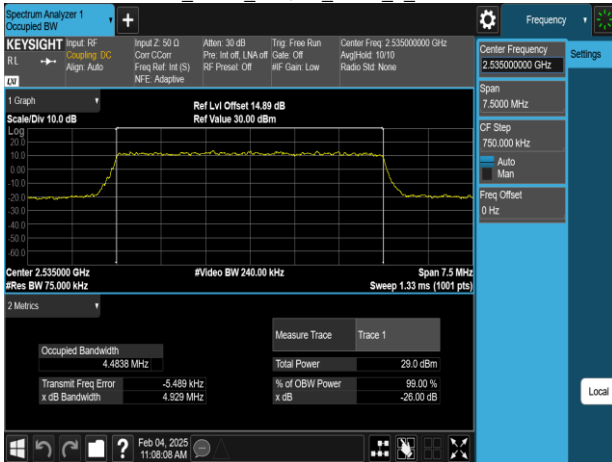 Spectrum Analyzer 1
Occupied BW
Frequency
KEYSIGHT
RL
LXI
Input: RF
Coupling: DC
Align: Auto
Input Z: 50 Ω
Corr CCorr
Freq Ref: Int (S)
NFE: Adaptive
Atten: 30 dB
Pre: Int off, LNA off
RF Presel: Off
Trig: Free Run
Gate: Off
#IF Gain: Low
Center Freq: 2.535000000 GHz
Avg|Hold: 10/10
Radio Std: None
Center Frequency
2.535000000 GHz
Settings
Span
7.5000 MHz
CF Step
750.000 kHz
Auto
Man
Freq Offset
0 Hz
Local
1 Graph
Scale/Div 10.0 dB
Ref Lvl Offset 14.89 dB
Ref Value 30.00 dBm
Log
20.0
10.0
0.00
-10.0
-20.0
-30.0
-40.0
-50.0
-60.0
Center 2.535000 GHz
#Res BW 75.000 kHz
#Video BW 240.00 kHz
Span 7.5 MHz
Sweep 1.33 ms (1001 pts)
2 Metrics
Measure Trace Trace 1
Occupied Bandwidth
4.4838 MHz
Total Power 29.0 dBm
Transmit Freq Error -5.489 kHz
% of OBW Power 99.00 %
x dB Bandwidth 4.929 MHz
x dB -26.00 dB
?
Feb 04, 2025
11:08:08 AM